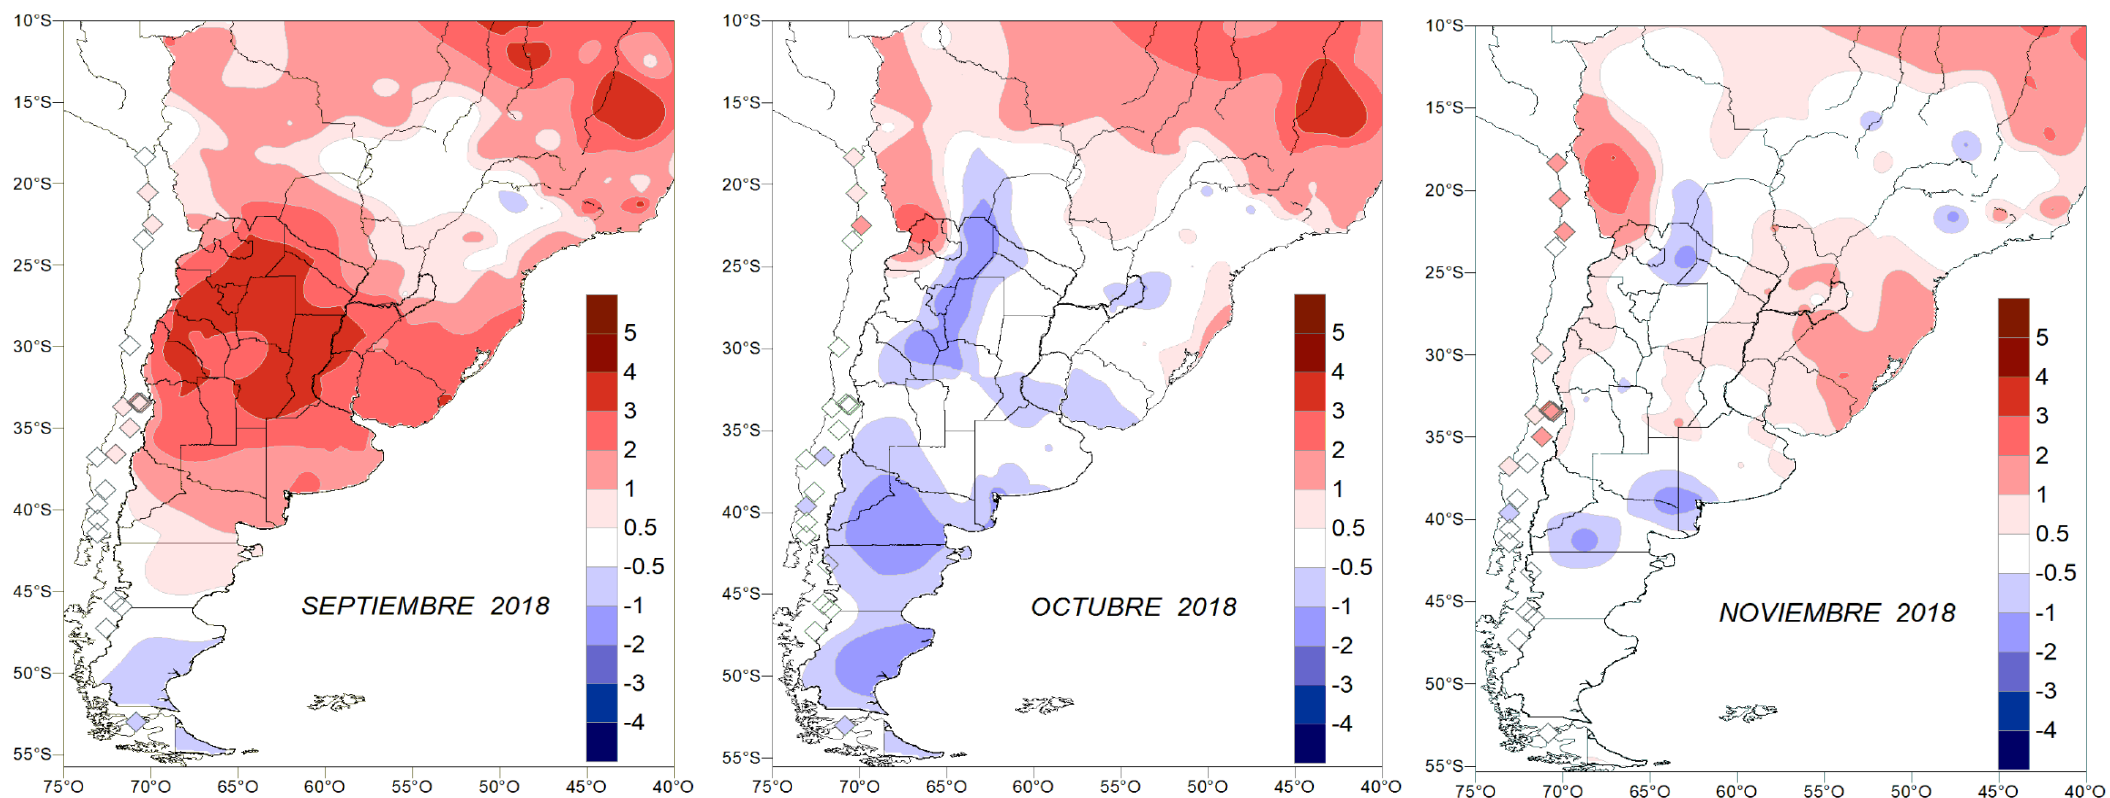 10°S
15°S
20°S
25°S
30°S
35°S
40°S
45°S
50°S
55°S
75°O 70°O 65°O 60°O 55°O 50°O 45°O 40°O
5
4
3
2
1
0.5
-0.5
-1
-2
-3
-4
SEPTIEMBRE 2018
10°S
15°S
20°S
25°S
30°S
35°S
40°S
45°S
50°S
55°S
75°O 70°O 65°O 60°O 55°O 50°O 45°O 40°O
5
4
3
2
1
0.5
-0.5
-1
-2
-3
-4
OCTUBRE 2018
10°S
15°S
20°S
25°S
30°S
35°S
40°S
45°S
50°S
55°S
75°O 70°O 65°O 60°O 55°O 50°O 45°O 40°O
5
4
3
2
1
0.5
-0.5
-1
-2
-3
-4
NOVIEMBRE 2018